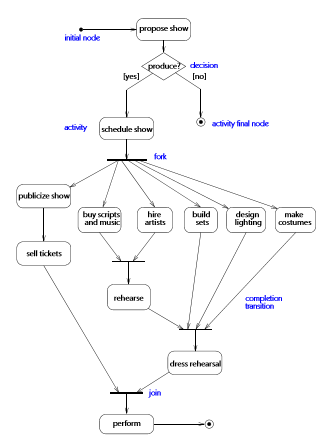 propose show
initial node
produce?
decision
[yes]
[no]
activity
schedule show
activity final node
fork
publicize show
buy scripts
and music
hire
artists
build
sets
design
lighting
make
costumes
sell tickets
rehearse
completion
transition
dress rehearsal
join
perform